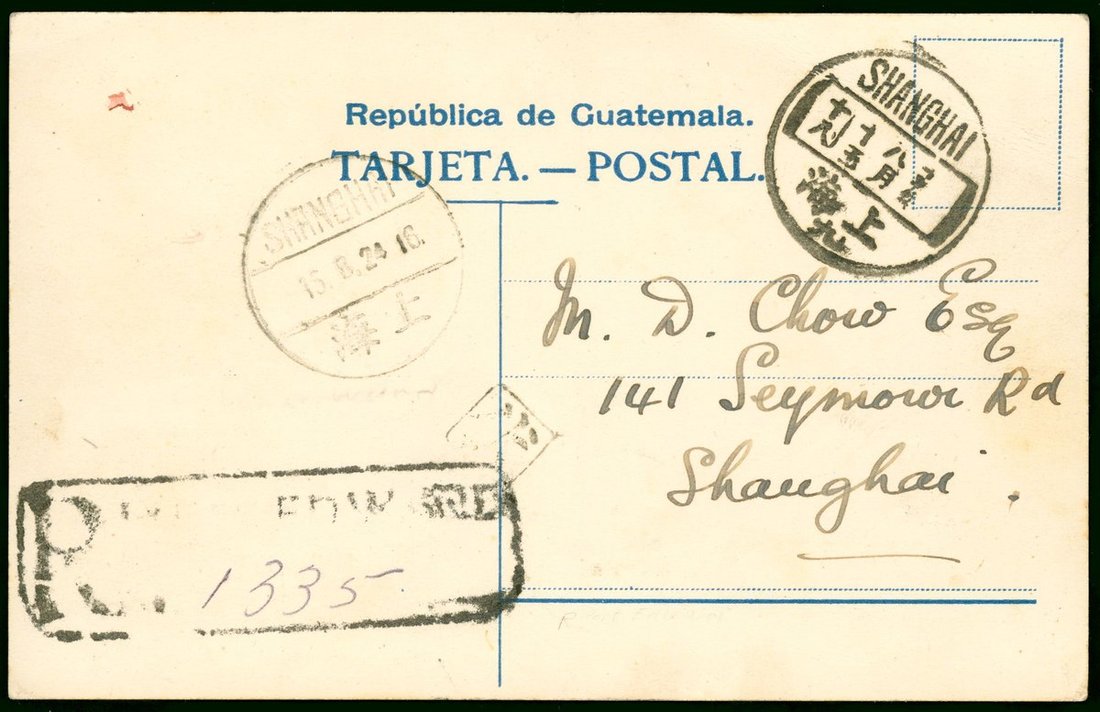 República de Guatemala.
TARJETA. — POSTAL.
SHANGHAI
上海
SHANGHAI
15.8.24 16.
上海
M. D. Chow Esq
141 Seymour Rd
Shanghai.
R
1335